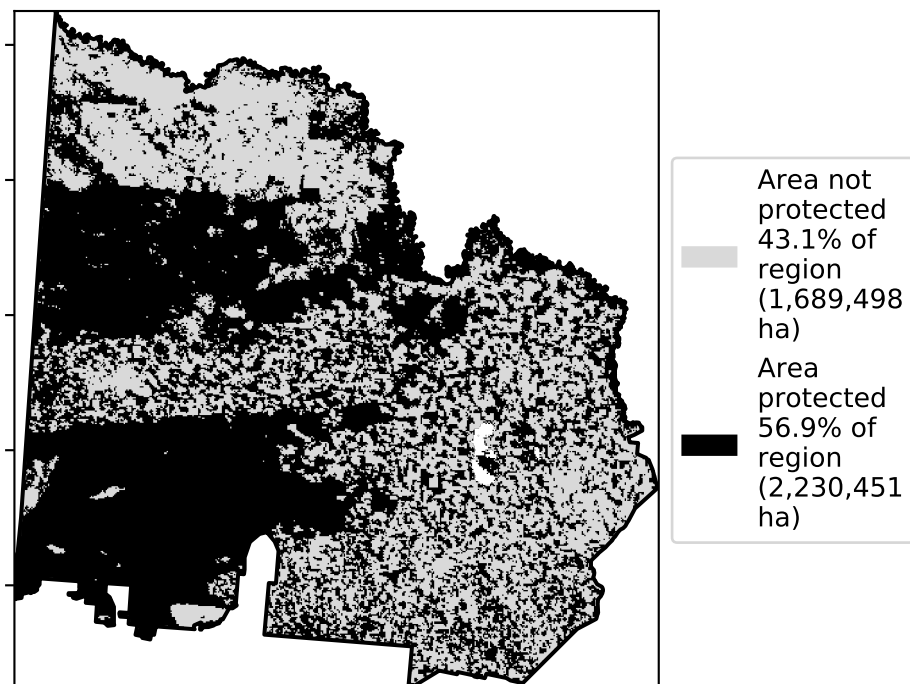 Area not
protected
43.1% of
region
(1,689,498
ha)
Area
protected
56.9% of
region
(2,230,451
ha)